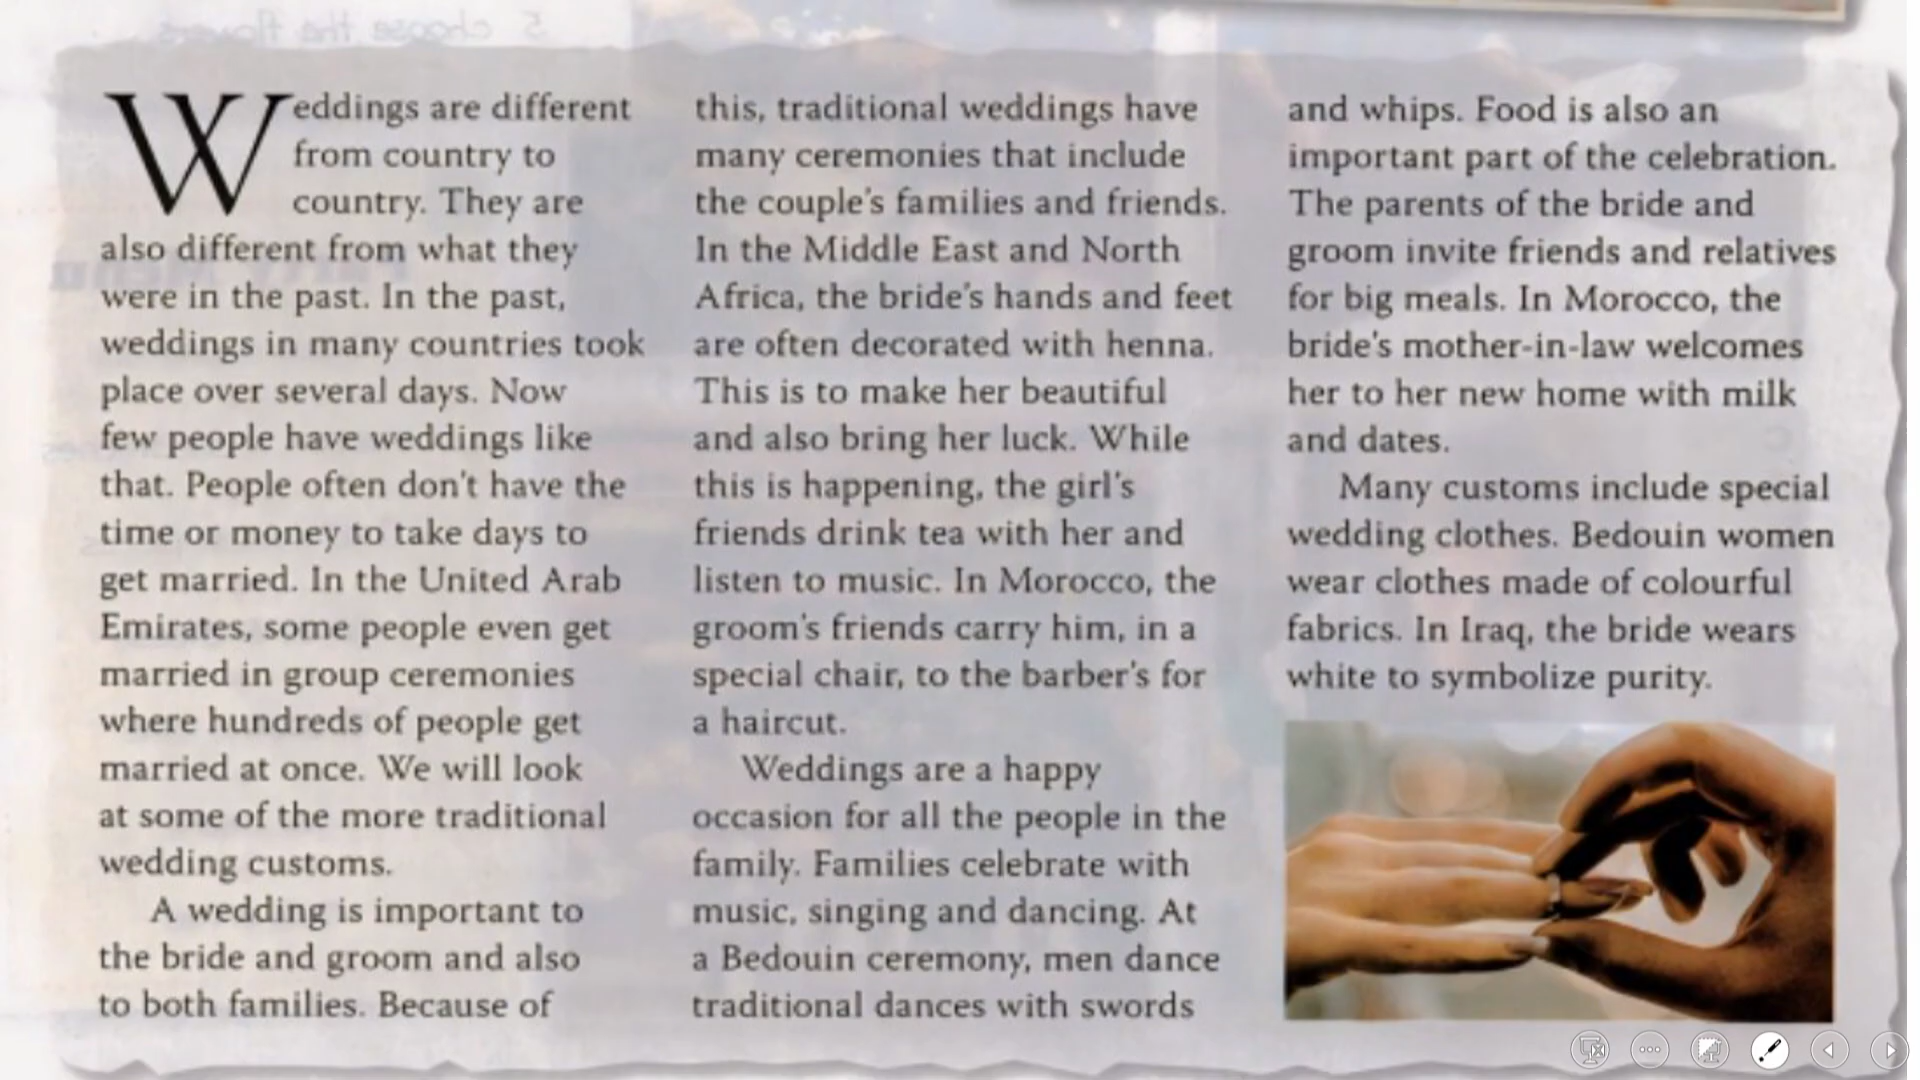 Weddings are different
from country to
country. They are
also different from what they
were in the past. In the past,
weddings in many countries took
place over several days. Now
few people have weddings like
that. People often don't have the
time or money to take days to
get married. In the United Arab
Emirates, some people even get
married in group ceremonies
where hundreds of people get
married at once. We will look
at some of the more traditional
wedding customs.
A wedding is important to
the bride and groom and also
to both families. Because of
this, traditional weddings have
many ceremonies that include
the couple's families and friends.
In the Middle East and North
Africa, the bride's hands and feet
are often decorated with henna.
This is to make her beautiful
and also bring her luck. While
this is happening, the girl's
friends drink tea with her and
listen to music. In Morocco, the
groom's friends carry him, in a
special chair, to the barber's for
a haircut.
Weddings are a happy
occasion for all the people in the
family. Families celebrate with
music, singing and dancing. At
a Bedouin ceremony, men dance
traditional dances with swords
and whips. Food is also an
important part of the celebration.
The parents of the bride and
groom invite friends and relatives
for big meals. In Morocco, the
bride's mother-in-law welcomes
her to her new home with milk
and dates.
Many customs include special
wedding clothes. Bedouin women
wear clothes made of colourful
fabrics. In Iraq, the bride wears
white to symbolize purity.